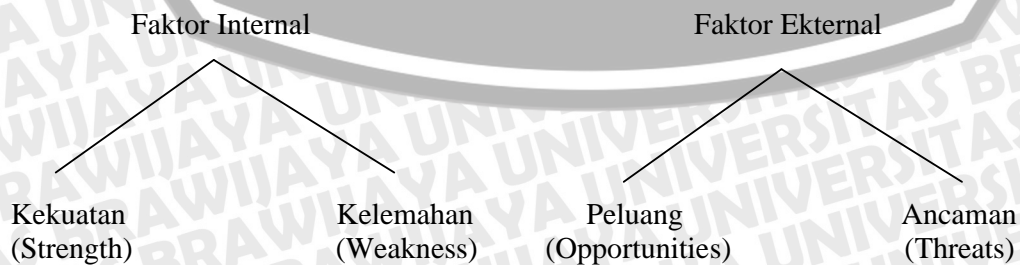 Faktor Internal
Faktor Ekternal
Kekuatan
(Strength)
Kelemahan
(Weakness)
Peluang
(Opportunities)
Ancaman
(Threats)